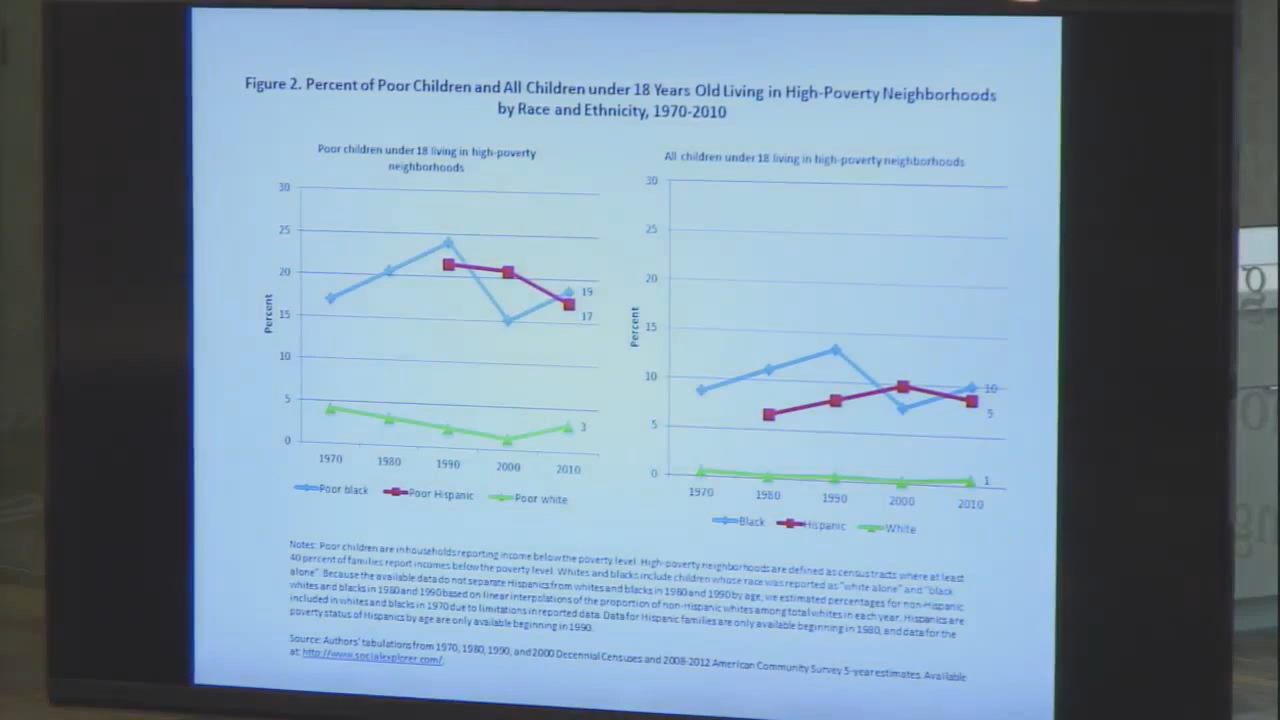 Figure 2. Percent of Poor Children and All Children under 18 Years Old Living in High-Poverty Neighborhoods
by Race and Ethnicity, 1970-2010
Poor children under 18 living in high-poverty
neighborhoods
30
25
20
15
10
5
0
Percent
19
17
3
1970 1980 1990 2000 2010
Poor black Poor Hispanic Poor white
All children under 18 living in high-poverty neighborhoods
30
25
20
15
10
5
0
Percent
10
9
1
1970 1980 1990 2000 2010
Black Hispanic White
Notes: Poor children are in households reporting income below the poverty level. High-poverty neighborhoods are defined as census tracts where at least
40 percent of families report incomes below the poverty level. Whites and blacks include children whose race was reported as "white alone" and "black
alone". Because the available data do not separate Hispanics from whites and blacks in 1980 and 1990 by age, we estimated percentages for non-Hispanic
whites and blacks in 1980 and 1990 based on linear interpolations of the proportion of non-Hispanic whites among total whites in each year. Hispanics are
included in whites and blacks in 1970 due to limitations in reported data. Data for Hispanic families are only available beginning in 1980, and data for the
poverty status of Hispanics by age are only available beginning in 1990.
Source: Authors' tabulations from 1970, 1980, 1990, and 2000 Decennial Censuses and 2008-2012 American Community Survey 5-year estimates. Available
at: http://www.socialexplorer.com/.